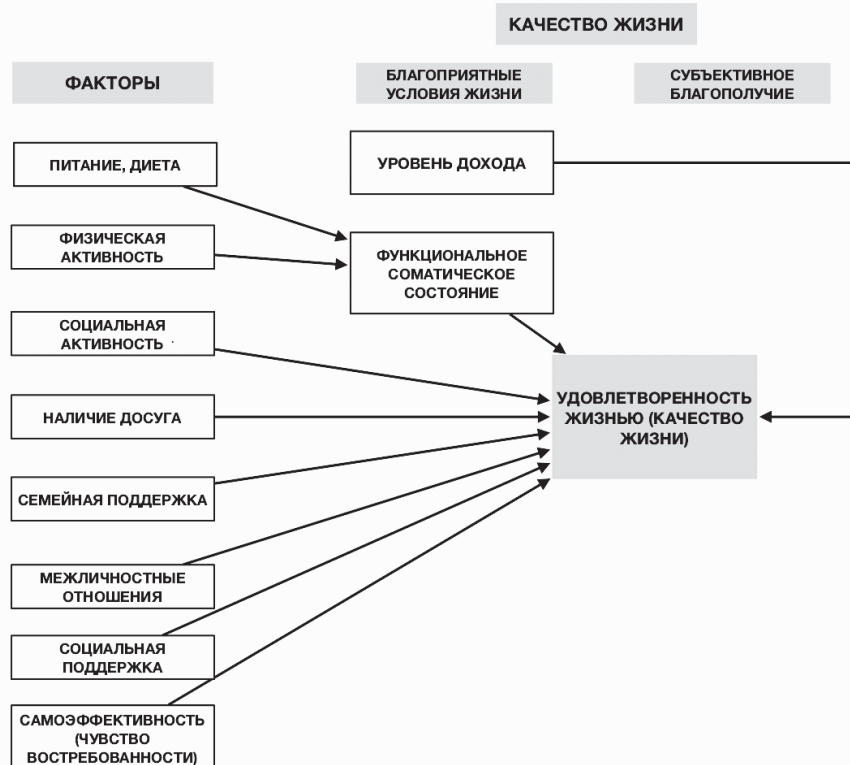 КАЧЕСТВО ЖИЗНИ
ФАКТОРЫ
БЛАГОПРИЯТНЫЕ
УСЛОВИЯ ЖИЗНИ
СУБЪЕКТИВНОЕ
БЛАГОПОЛУЧИЕ
ПИТАНИЕ, ДИЕТА
УРОВЕНЬ ДОХОДА
ФИЗИЧЕСКАЯ
АКТИВНОСТЬ
ФУНКЦИОНАЛЬНОЕ
СОМАТИЧЕСКОЕ
СОСТОЯНИЕ
СОЦИАЛЬНАЯ
АКТИВНОСТЬ
НАЛИЧИЕ ДОСУГА
УДОВЛЕТВОРЕННОСТЬ
ЖИЗНЬЮ (КАЧЕСТВО
ЖИЗНИ)
СЕМЕЙНАЯ ПОДДЕРЖКА
МЕЖЛИЧНОСТНЫЕ
ОТНОШЕНИЯ
СОЦИАЛЬНАЯ
ПОДДЕРЖКА
САМОЭФФЕКТИВНОСТЬ
(ЧУВСТВО
ВОСТРЕБОВАННОСТИ)